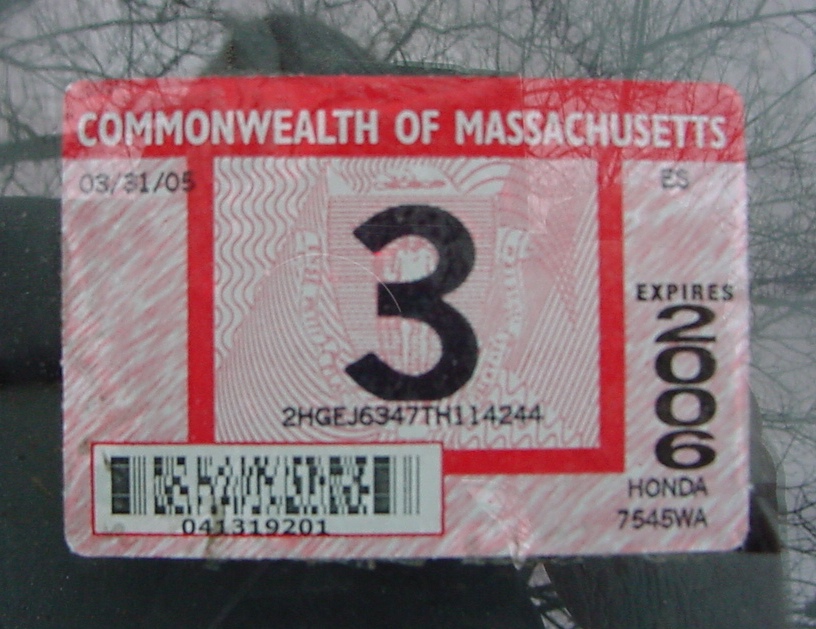 COMMONWEALTH OF MASSACHUSETTS
03/31/05
ES
3
2HGEJ6347TH114244
EXPIRES
2006
HONDA
7545WA
041319201